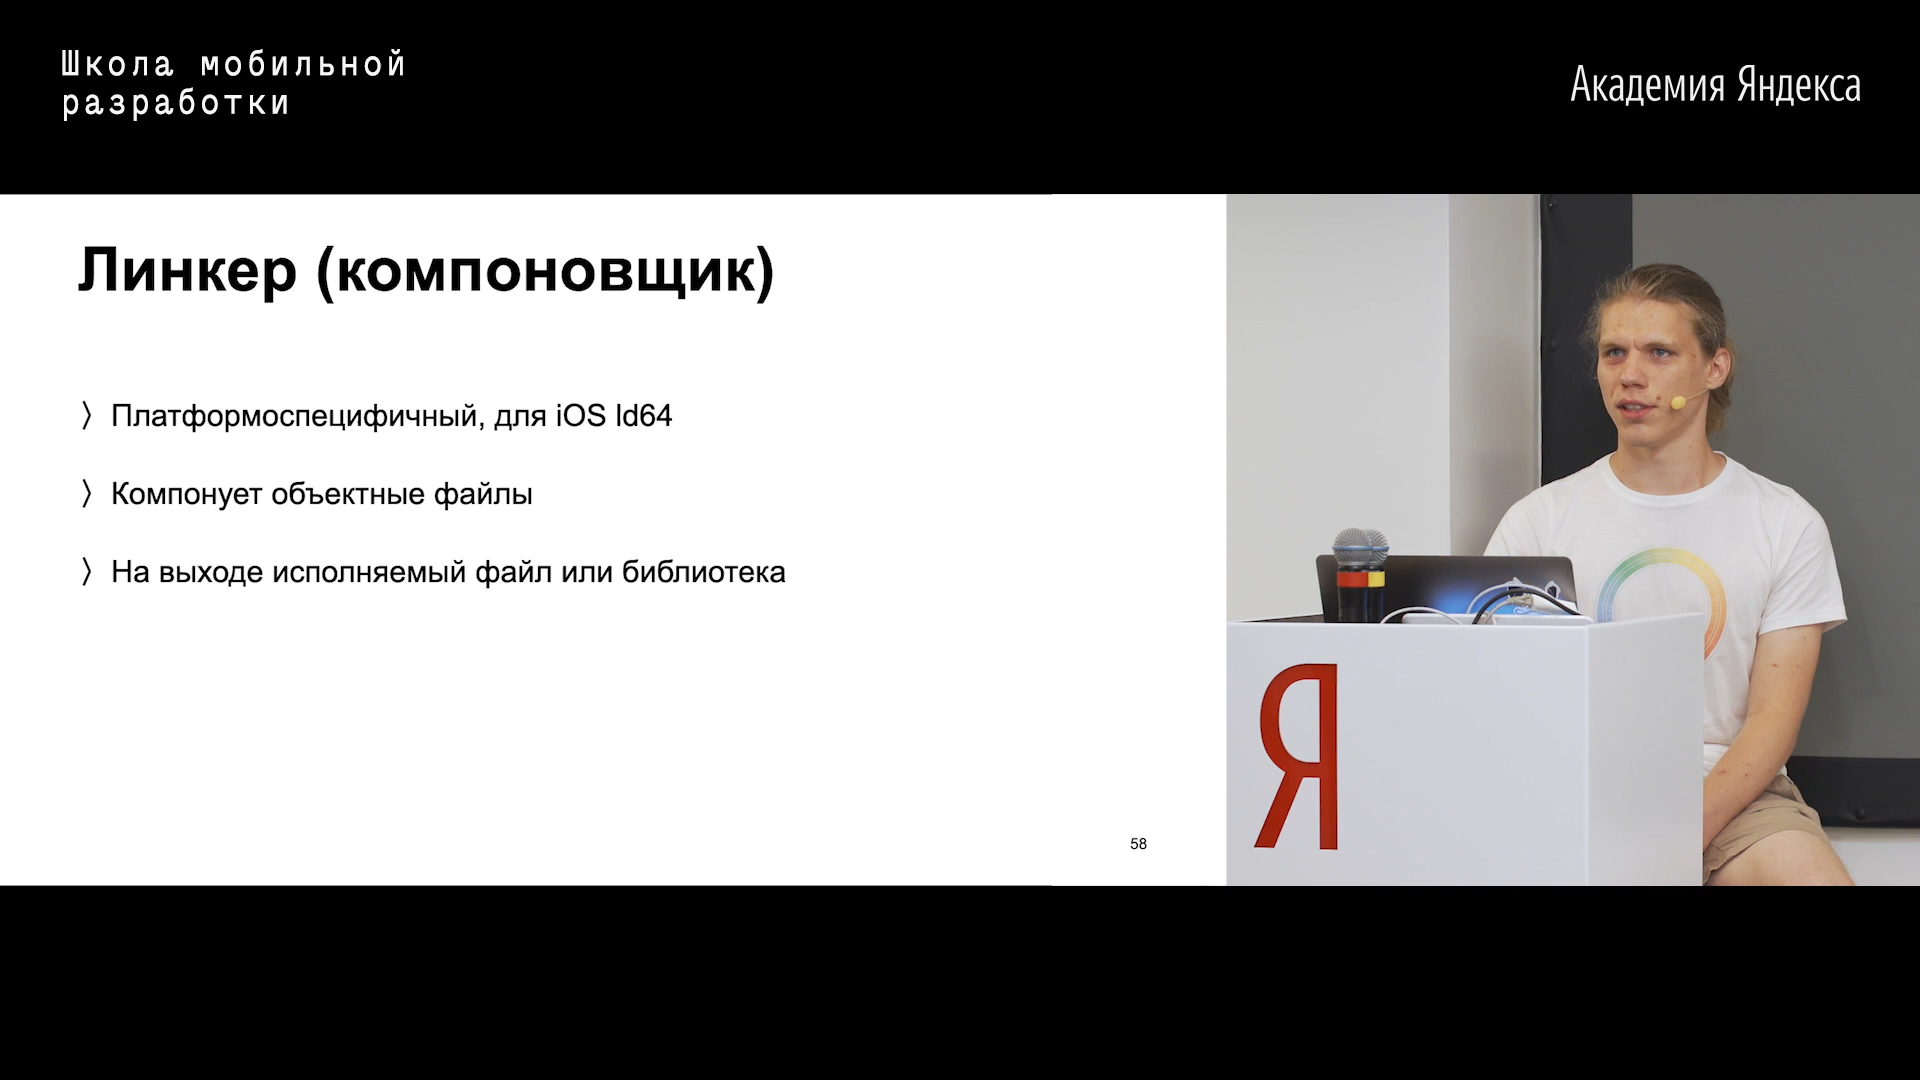 Школа мобильной
разработки
Академия Яндекса
Линкер (компоновщик)
〉Платформоспецифичный, для iOS ld64
〉Компонует объектные файлы
〉На выходе исполняемый файл или библиотека
58
Я